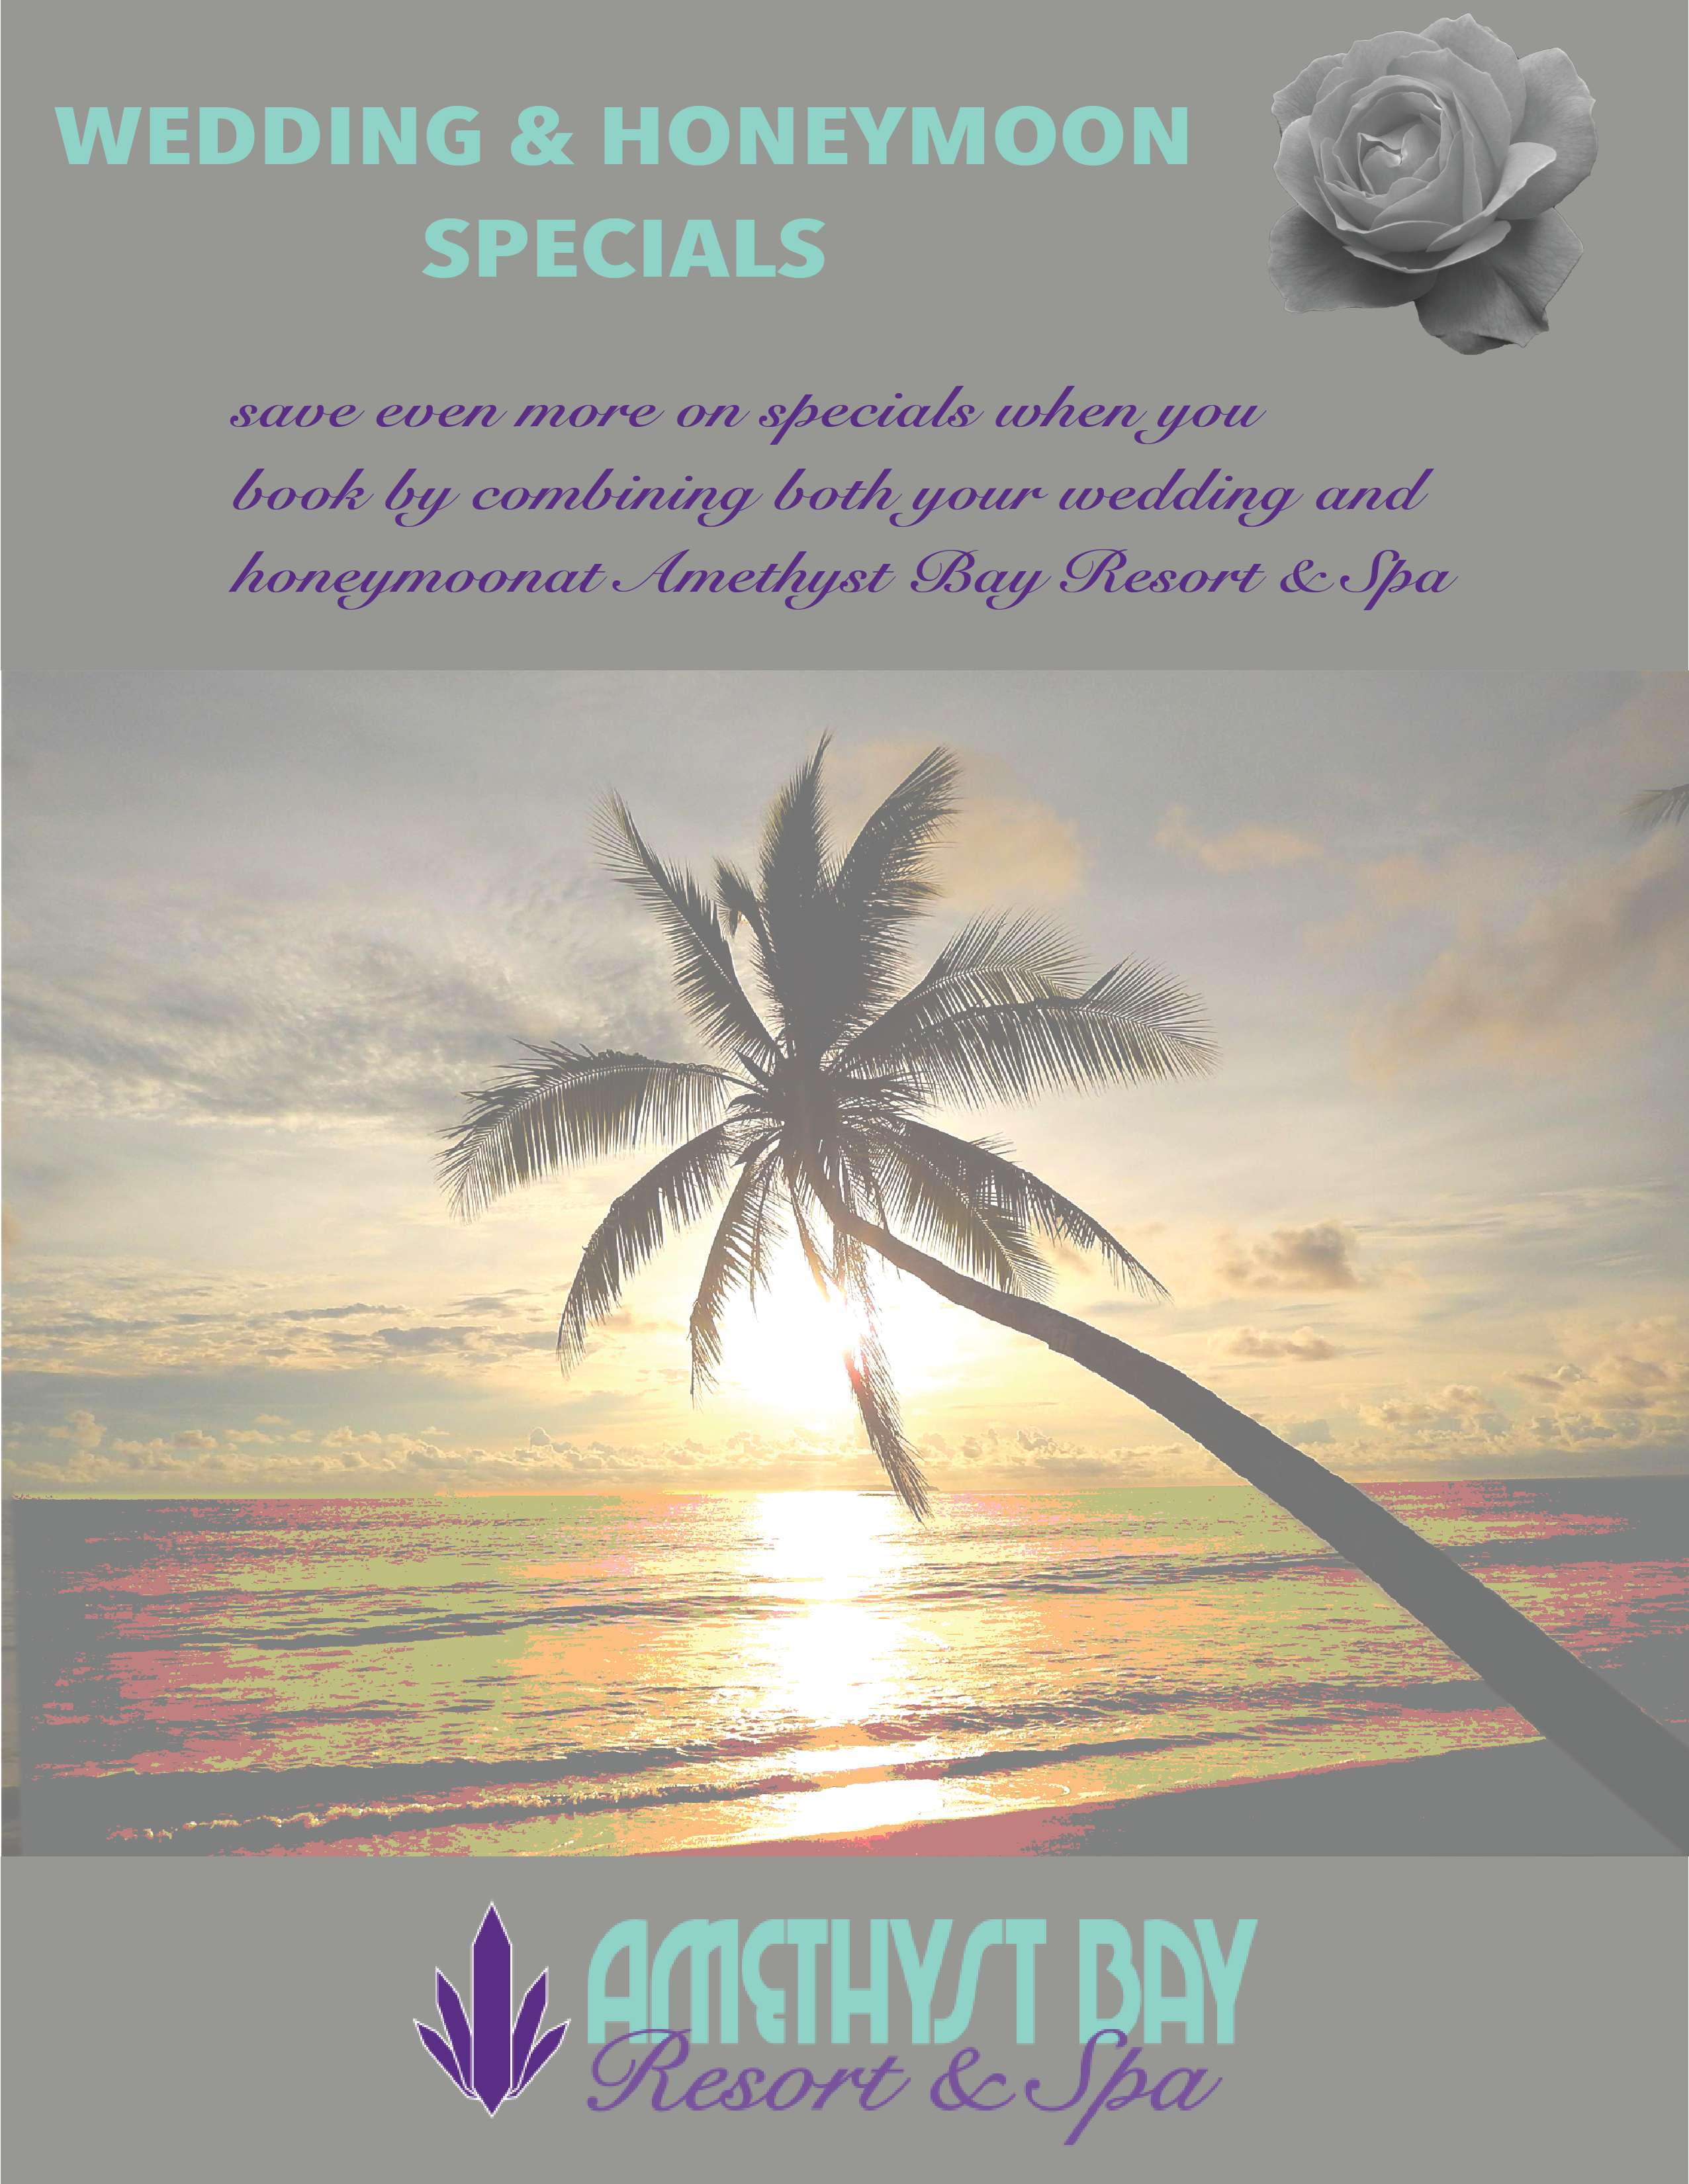 WEDDING & HONEYMOON
SPECIALS
save even more on specials when you
book by combining both your wedding and
honeymoonat Amethyst Bay Resort & Spa
AMETHYST BAY
Resort & Spa